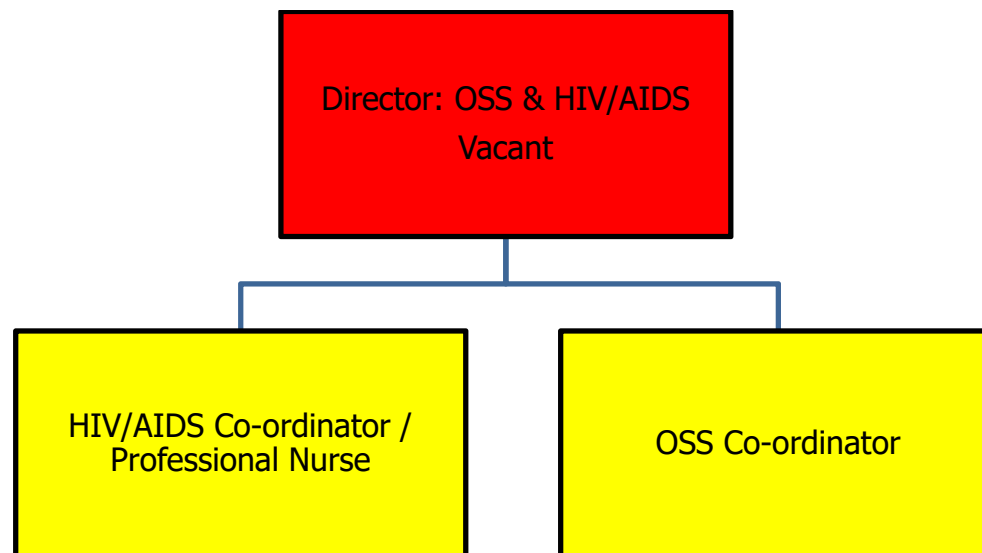 Director: OSS & HIV/AIDS
Vacant
HIV/AIDS Co-ordinator /
Professional Nurse
OSS Co-ordinator